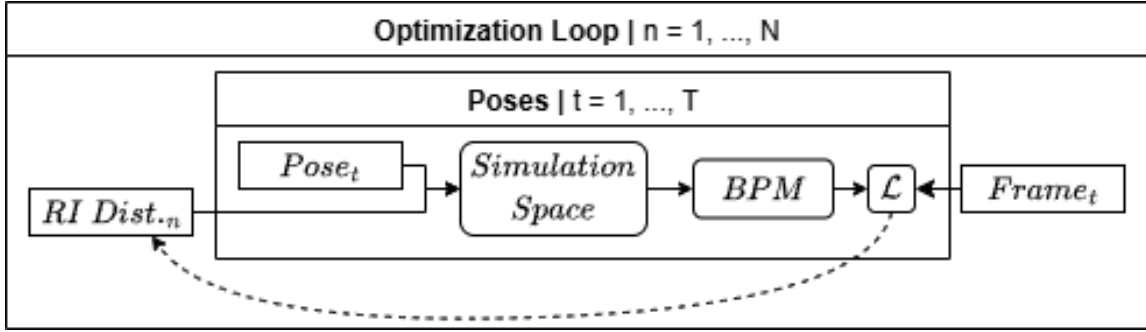 Optimization Loop | n = 1, ..., N
Poses | t = 1, ..., T
Pose_t
Simulation
Space
BPM
ℒ
Frame_t
RI Dist._n